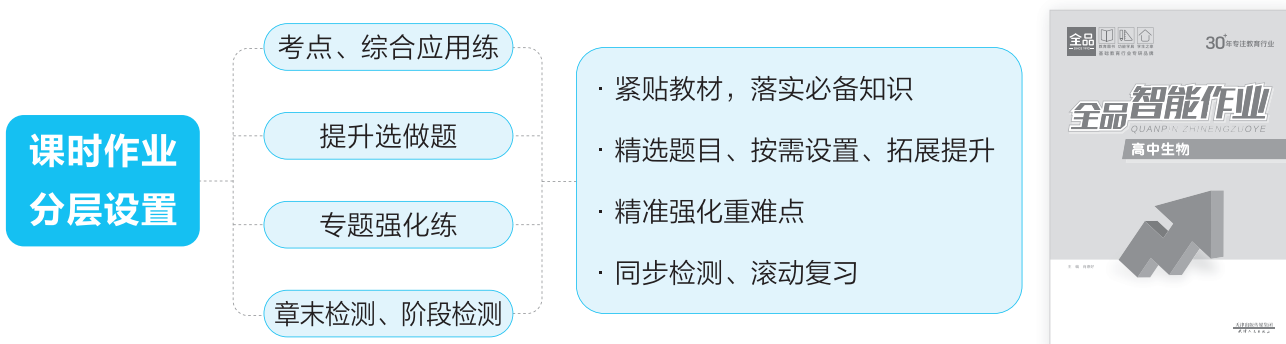 课时作业
分层设置
考点、综合应用练
提升选做题
专题强化练
章末检测、阶段检测
· 紧贴教材，落实必备知识
· 精选题目、按需设置、拓展提升
· 精准强化重难点
· 同步检测、滚动复习
全品
30+年专注教育行业
全品智能作业
QUANPIN ZHINENGZUOYE
高中生物